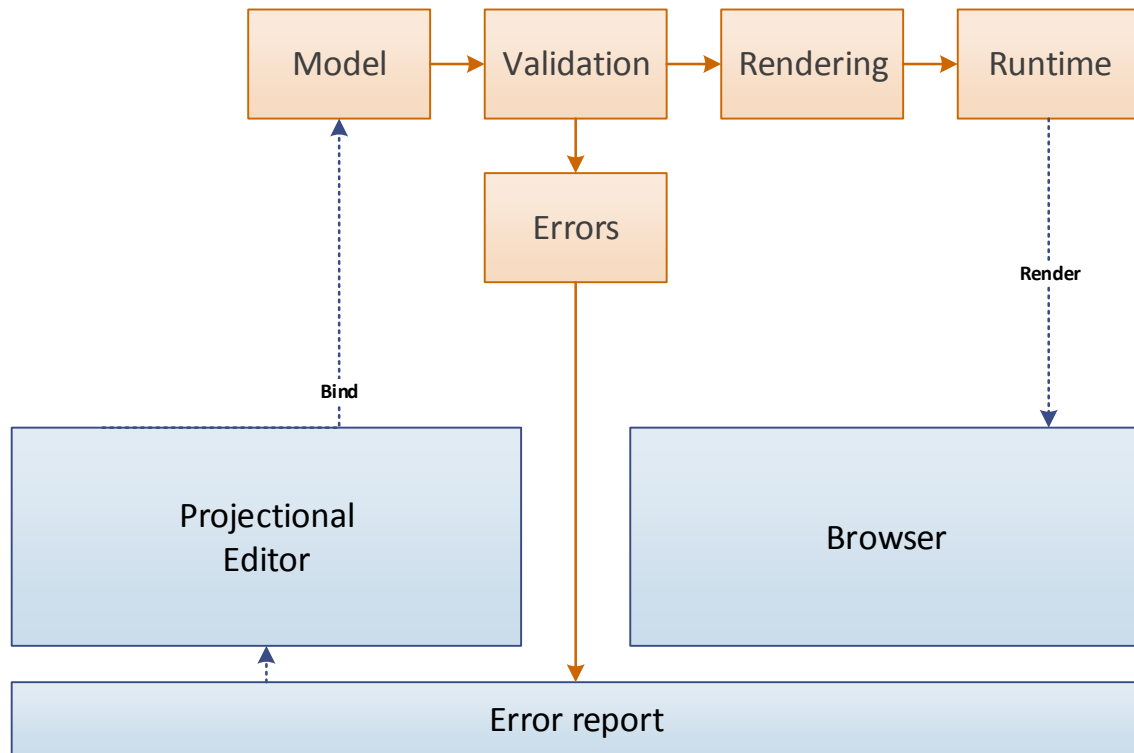 Model
Validation
Rendering
Runtime
Errors
Render
Bind
Projectional
Editor
Browser
Error report